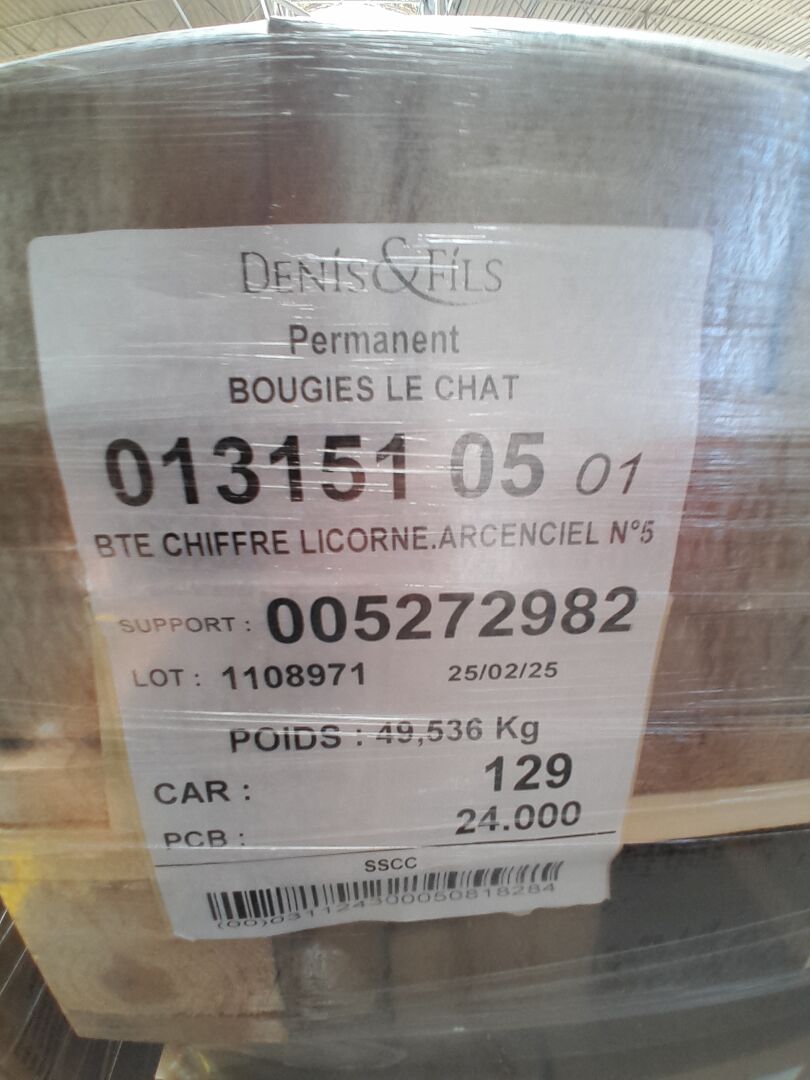 DENIS & FILS
Permanent
BOUGIES LE CHAT
013151 05 01
BTE CHIFFRE LICORNE.ARCENCIEL N°5
SUPPORT : 005272982
LOT : 1108971 25/02/25
POIDS : 49,536 Kg
CAR : 129
PCB : 24.000
SSCC
(00)031124300050818284